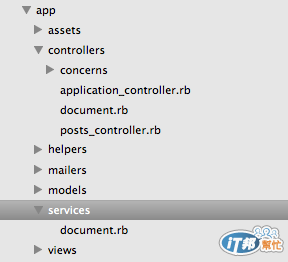 app
assets
controllers
concerns
application_controller.rb
document.rb
posts_controller.rb
helpers
mailers
models
services
document.rb
views
iT邦幫忙